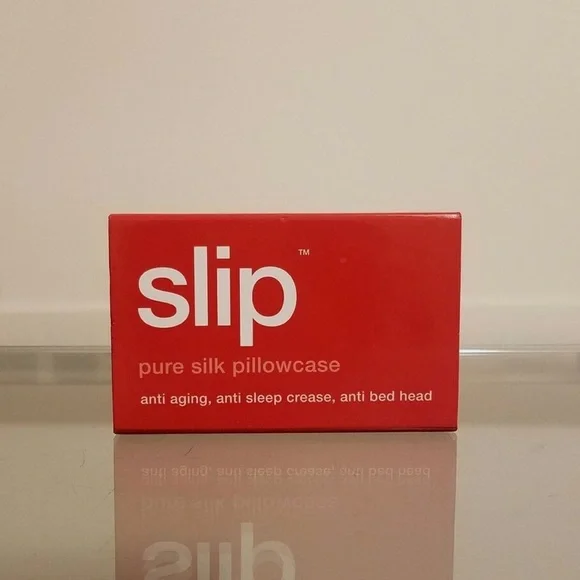 slip™
pure silk pillowcase
anti aging, anti sleep crease, anti bed head